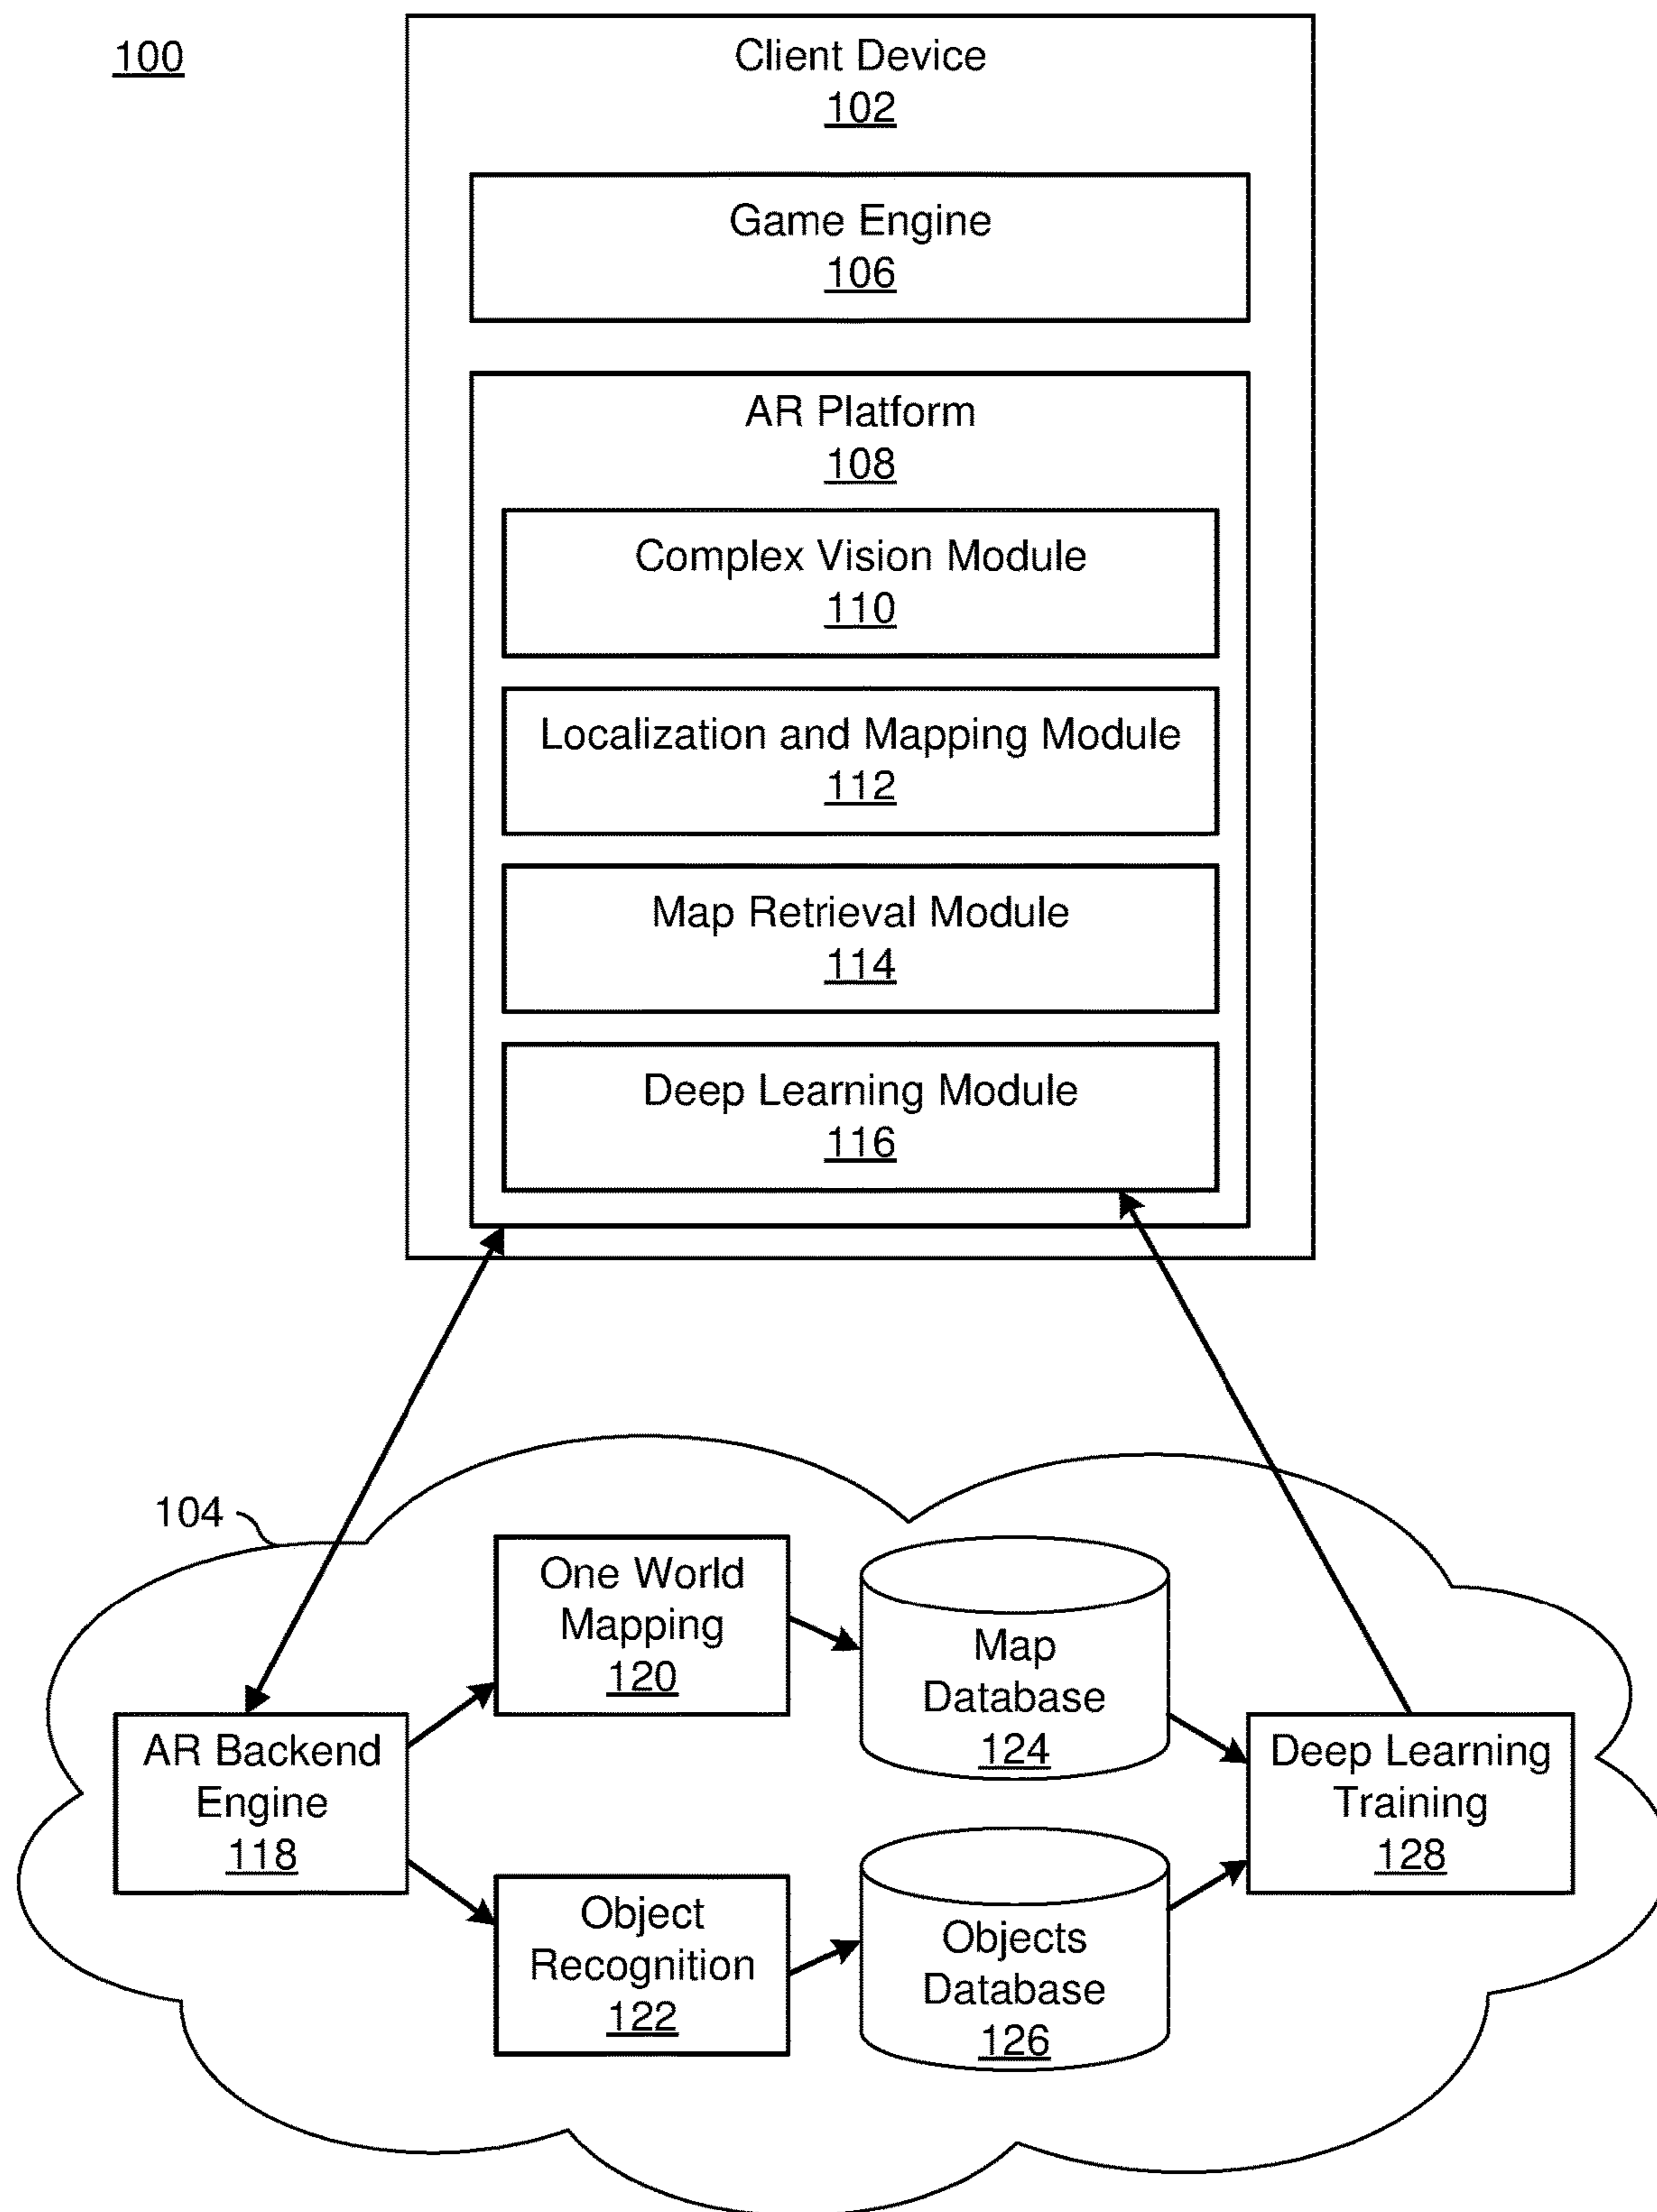 100
Client Device
102
Game Engine
106
AR Platform
108
Complex Vision Module
110
Localization and Mapping Module
112
Map Retrieval Module
114
Deep Learning Module
116
104
One World
Mapping
120
Map
Database
124
AR Backend
Engine
118
Deep Learning
Training
128
Object
Recognition
122
Objects
Database
126